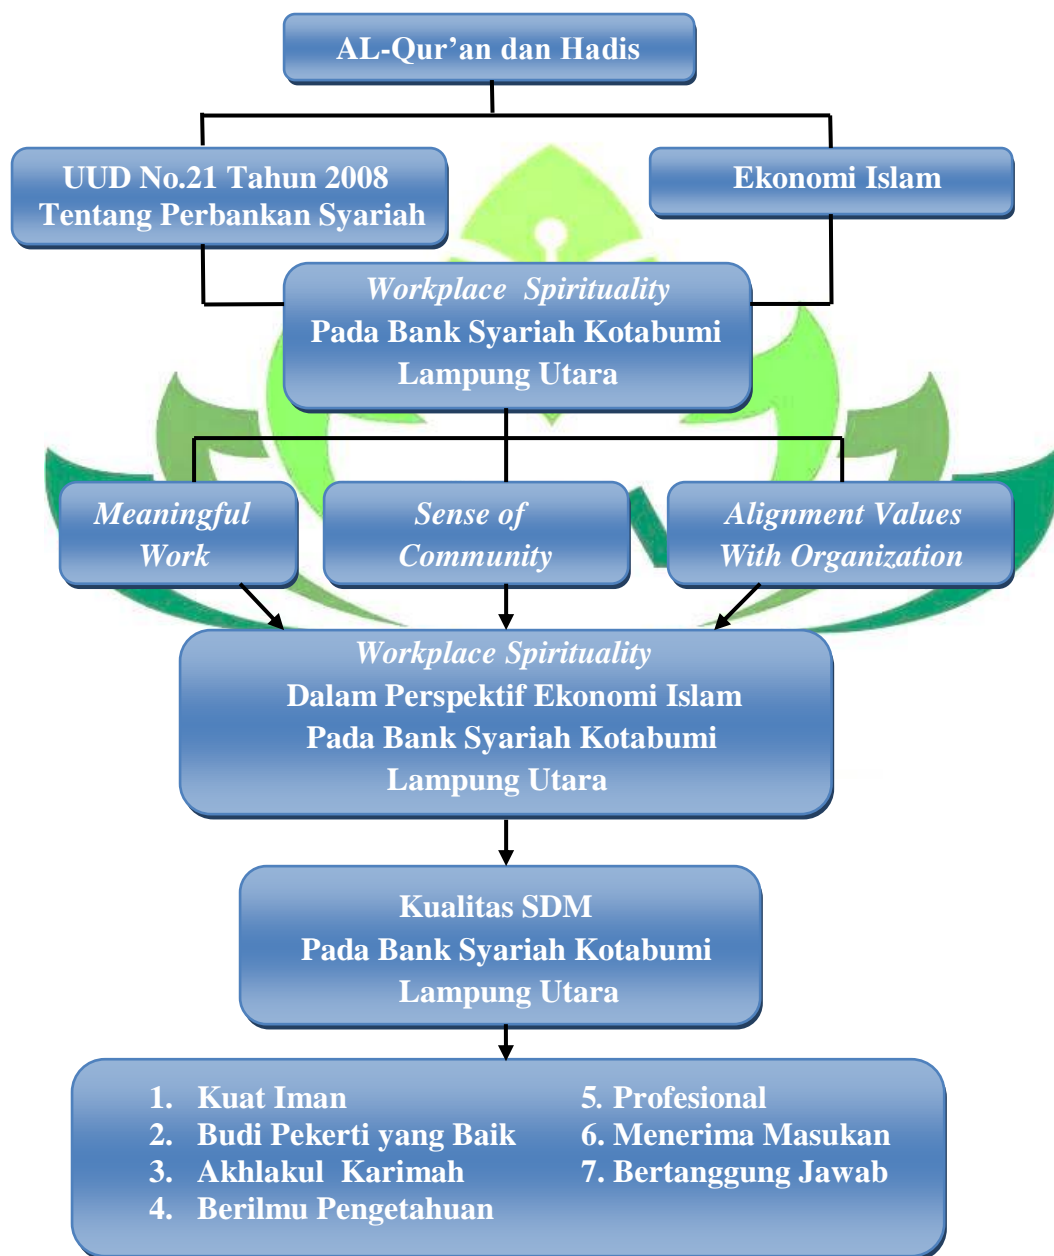 AL-Qur’an dan Hadis
UUD No.21 Tahun 2008
Tentang Perbankan Syariah
Ekonomi Islam
Workplace Spirituality
Pada Bank Syariah Kotabumi
Lampung Utara
Meaningful
Work
Sense of
Community
Alignment Values
With Organization
Workplace Spirituality
Dalam Perspektif Ekonomi Islam
Pada Bank Syariah Kotabumi
Lampung Utara
Kualitas SDM
Pada Bank Syariah Kotabumi
Lampung Utara
1. Kuat Iman
2. Budi Pekerti yang Baik
3. Akhlakul Karimah
4. Berilmu Pengetahuan
5. Profesional
6. Menerima Masukan
7. Bertanggung Jawab